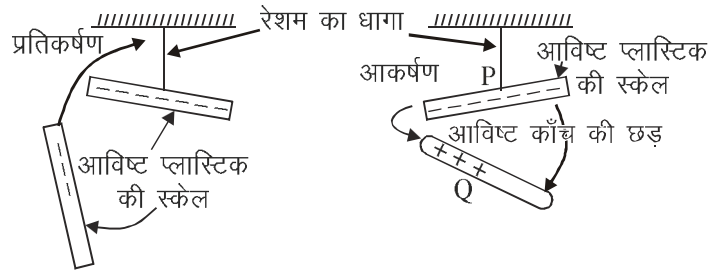 रेशम का धागा
प्रतिकर्षण
आविष्ट प्लास्टिक
की स्केल
आकर्षण
P
आविष्ट प्लास्टिक
की स्केल
आविष्ट काँच की छड़
Q